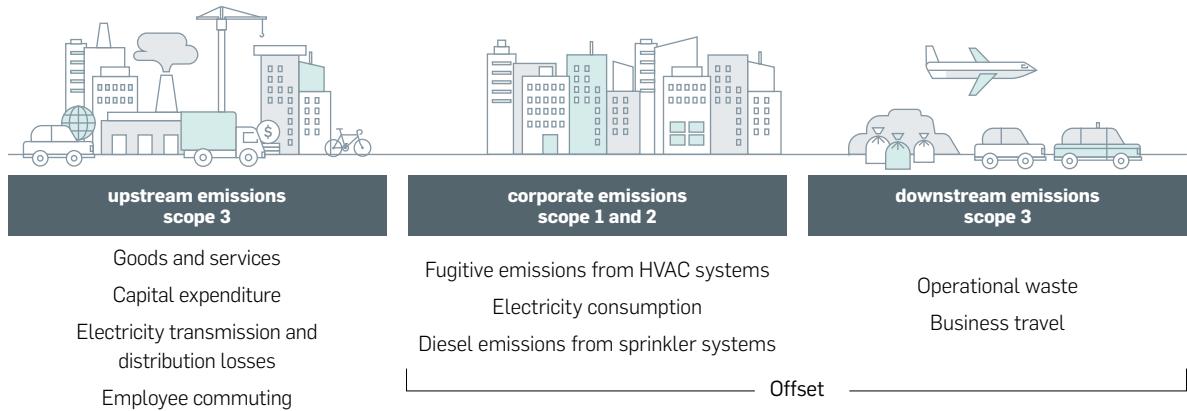 $
upstream emissions
scope 3
Goods and services
Capital expenditure
Electricity transmission and
distribution losses
Employee commuting
corporate emissions
scope 1 and 2
Fugitive emissions from HVAC systems
Electricity consumption
Diesel emissions from sprinkler systems
downstream emissions
scope 3
Operational waste
Business travel
Offset